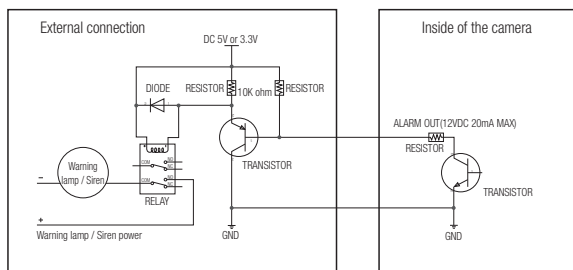 External connection
Inside of the camera
DC 5V or 3.3V
DIODE
RESISTOR
10K ohm
RESISTOR
ALARM OUT(12VDC 20mA MAX)
RESISTOR
TRANSISTOR
TRANSISTOR
Warning
lamp / Siren
COM
NO
NC
COM
NO
NC
RELAY
–
+
Warning lamp / Siren power
GND
GND